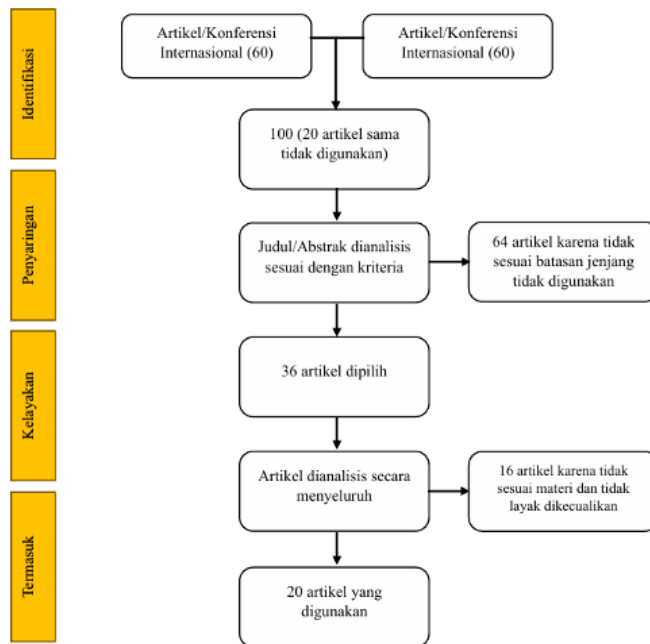 Identifikasi
Artikel/Konferensi
Internasional (60)
Artikel/Konferensi
Internasional (60)
100 (20 artikel sama
tidak digunakan)
Penyaringan
Judul/Abstrak dianalisis
sesuai dengan kriteria
64 artikel karena tidak
sesuai batasan jenjang
tidak digunakan
Kelayakan
36 artikel dipilih
Artikel dianalisis secara
menyeluruh
16 artikel karena tidak
sesuai materi dan tidak
layak dikecualikan
Termasuk
20 artikel yang
digunakan